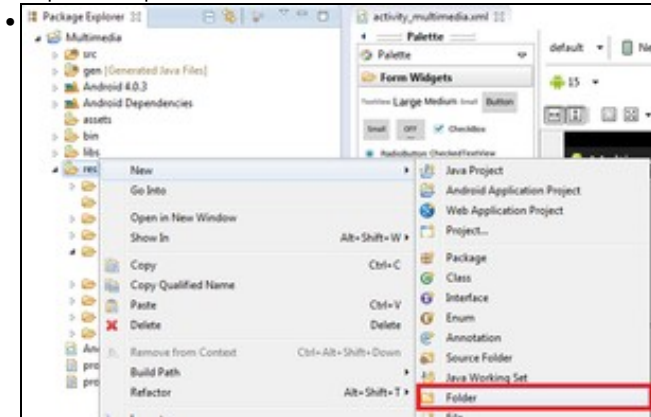 Package Explorer
activity_multimedia.xml
Multimedia
Palette
src
Palette
default
gen [Generated Java Files]
Form Widgets
Android 4.0.3
15
Android Dependencies
TextView Large Medium Small Button
assets
Small OFF CheckBox
bin
RadioButton CheckedTextView
libs
res
New
Java Project
Go Into
Android Application Project
Web Application Project
Open in New Window
Project...
Show In Alt+Shift+W
Package
Copy Ctrl+C
Class
Copy Qualified Name
Interface
Paste Ctrl+V
Enum
Delete Delete
Annotation
Remove from Context Ctrl+Alt+Shift+Down
Source Folder
Build Path
Java Working Set
Refactor Alt+Shift+T
Folder